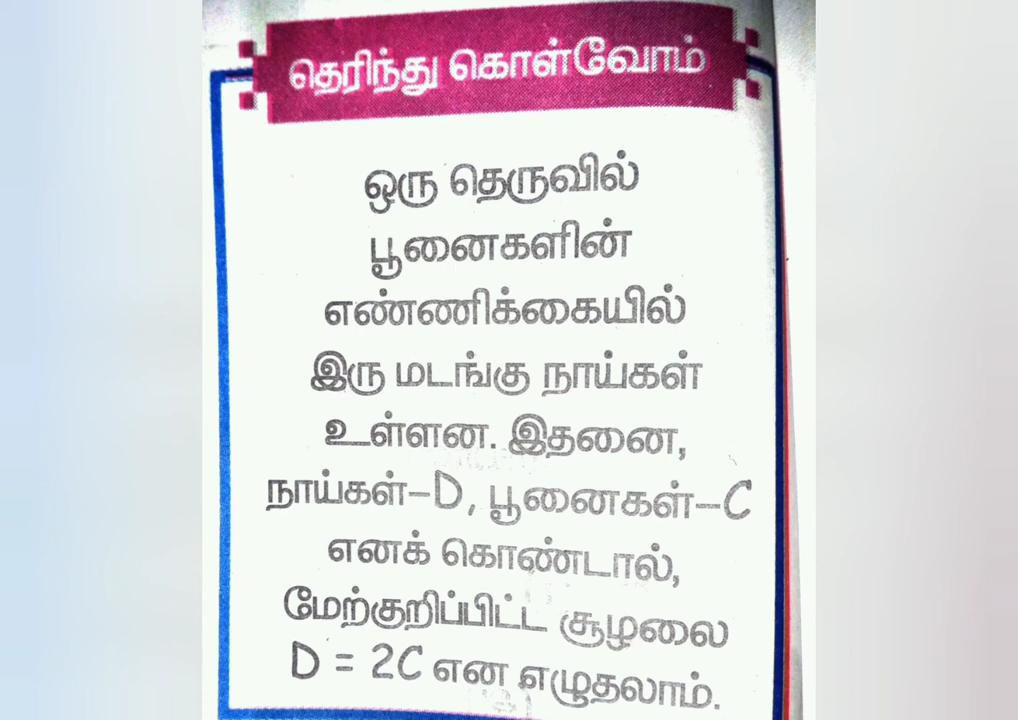 தெரிந்து கொள்வோம்
ஒரு தெருவில்
பூனைகளின்
எண்ணிக்கையில்
இரு மடங்கு நாய்கள்
உள்ளன. இதனை,
நாய்கள்–D, பூனைகள்–C
எனக் கொண்டால்,
மேற்குறிப்பிட்ட சூழலை
D = 2C என எழுதலாம்.